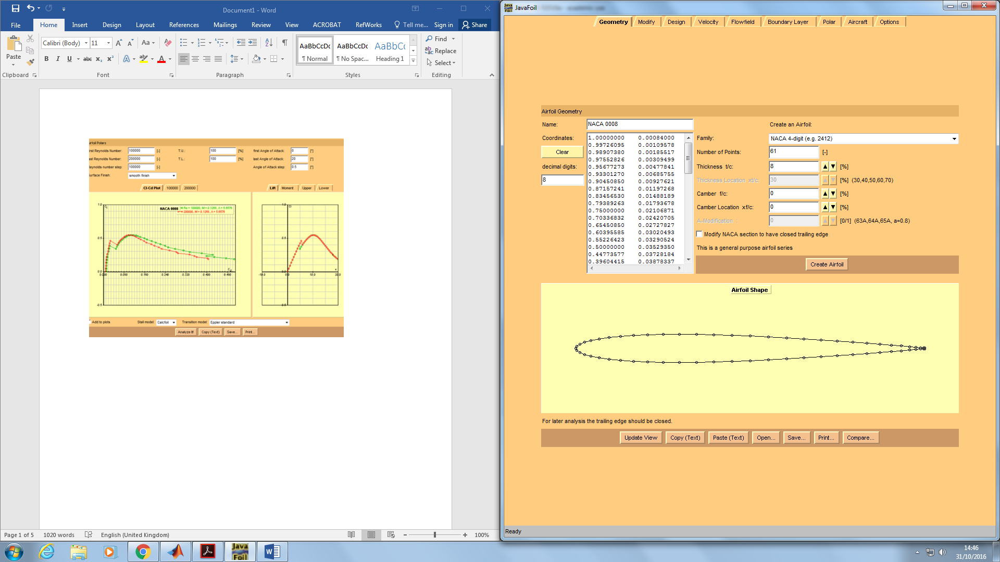 Document1 - Word
File Home Insert Design Layout References Mailings Review View ACROBAT RefWorks Tell me... Sign in Share
Paste
Calibri (Body) 11
Aa
B I U abc x₂ x²
Clipboard Font Paragraph Styles Editing
AaBbCcDc AaBbCcDc AaBbCc
¶ Normal ¶ No Spac... Heading 1
Find
Replace
Select
Polars
Reynolds Number: 100000 [-] T.U.: 100 [%] first Angle of Attack: 0 [°]
Reynolds Number: 200000 [-] T.L.: 100 [%] last Angle of Attack: 20 [°]
Reynolds number step: 100000 [-] Angle of Attack step: 0.5 [°]
Surface Finish: smooth finish
Cl-Cd Plot 100000 200000 Lift Moment Upper Lower
NACA 0008
Add to plots Stall model: Calcfoil Transition model: Eppler standard
Analyze It! Copy (Text) Save... Print...
Page 1 of 5 1020 words English (United Kingdom) 100%
JavaFoil
Geometry Modify Design Velocity Flowfield Boundary Layer Polar Aircraft Options
Airfoil Geometry
Name: NACA 0008 Create an Airfoil:
Coordinates:
Clear
decimal digits:
8
1.00000000 0.00084000
0.99726095 0.00109578
0.98907380 0.00185517
0.97552826 0.00309499
0.95677273 0.00477841
0.93301270 0.00685755
0.90450850 0.00927621
0.87157241 0.01197268
0.83456530 0.01488189
0.79389263 0.01793678
0.75000000 0.02106871
0.70336832 0.02420705
0.65450850 0.02727827
0.60395585 0.03020493
0.55226423 0.03290524
0.50000000 0.03529350
0.44773577 0.03728184
0.39604415 0.03878337
Family: NACA 4-digit (e.g. 2412)
Number of Points: 61 [-]
Thickness t/c: 8 [%]
Thickness Location xt/c: 30 [%] (30,40,50,60,70)
Camber f/c: 0 [%]
Camber Location xf/c: 0 [%]
A-Modification : 0 [0/1] (63A,64A,65A, a=0.8)
Modify NACA section to have closed trailing edge
This is a general purpose airfoil series
Create Airfoil
Airfoil Shape
For later analysis the trailing edge should be closed.
Update View Copy (Text) Paste (Text) Open... Save... Print... Compare...
Ready
Java Foil
14:46
31/10/2016